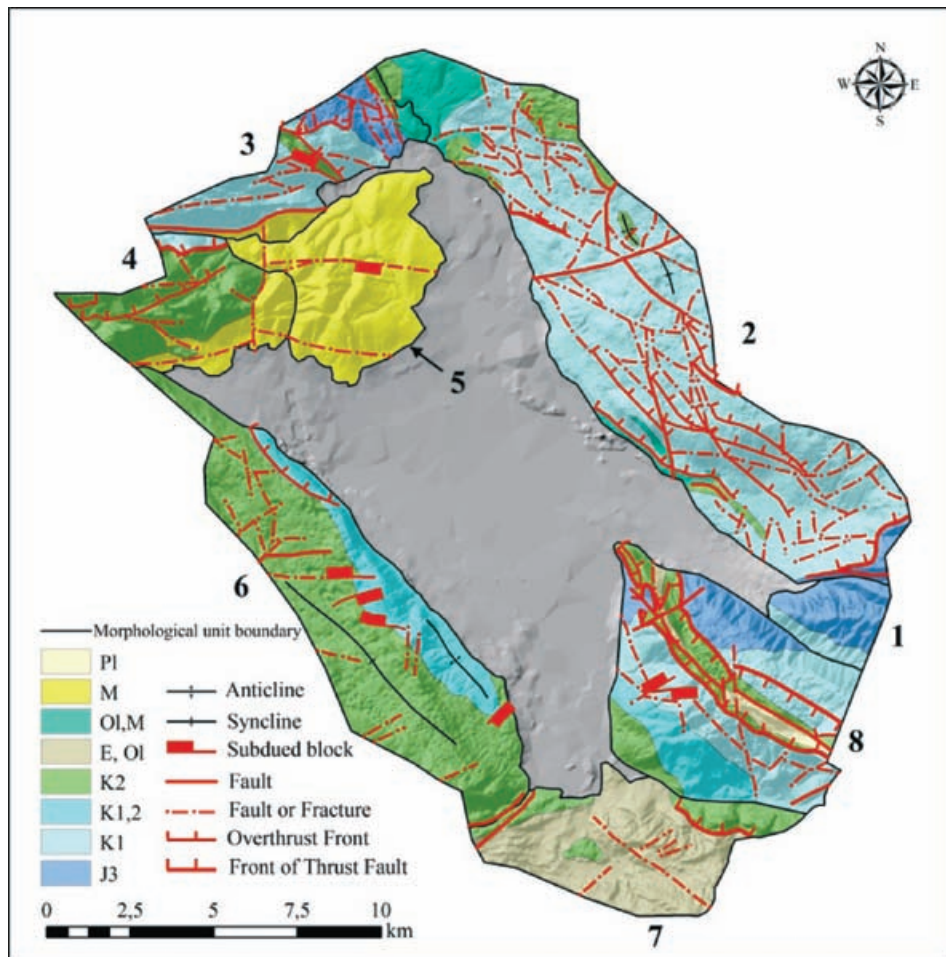 N
W E
S
3
4
2
5
6
1
8
7
Morphological unit boundary
Pl
M
Ol,M
E, Ol
K2
K1,2
K1
J3
Anticline
Syncline
Subdued block
Fault
Fault or Fracture
Overthrust Front
Front of Thrust Fault
0 2,5 5 7,5 10
km